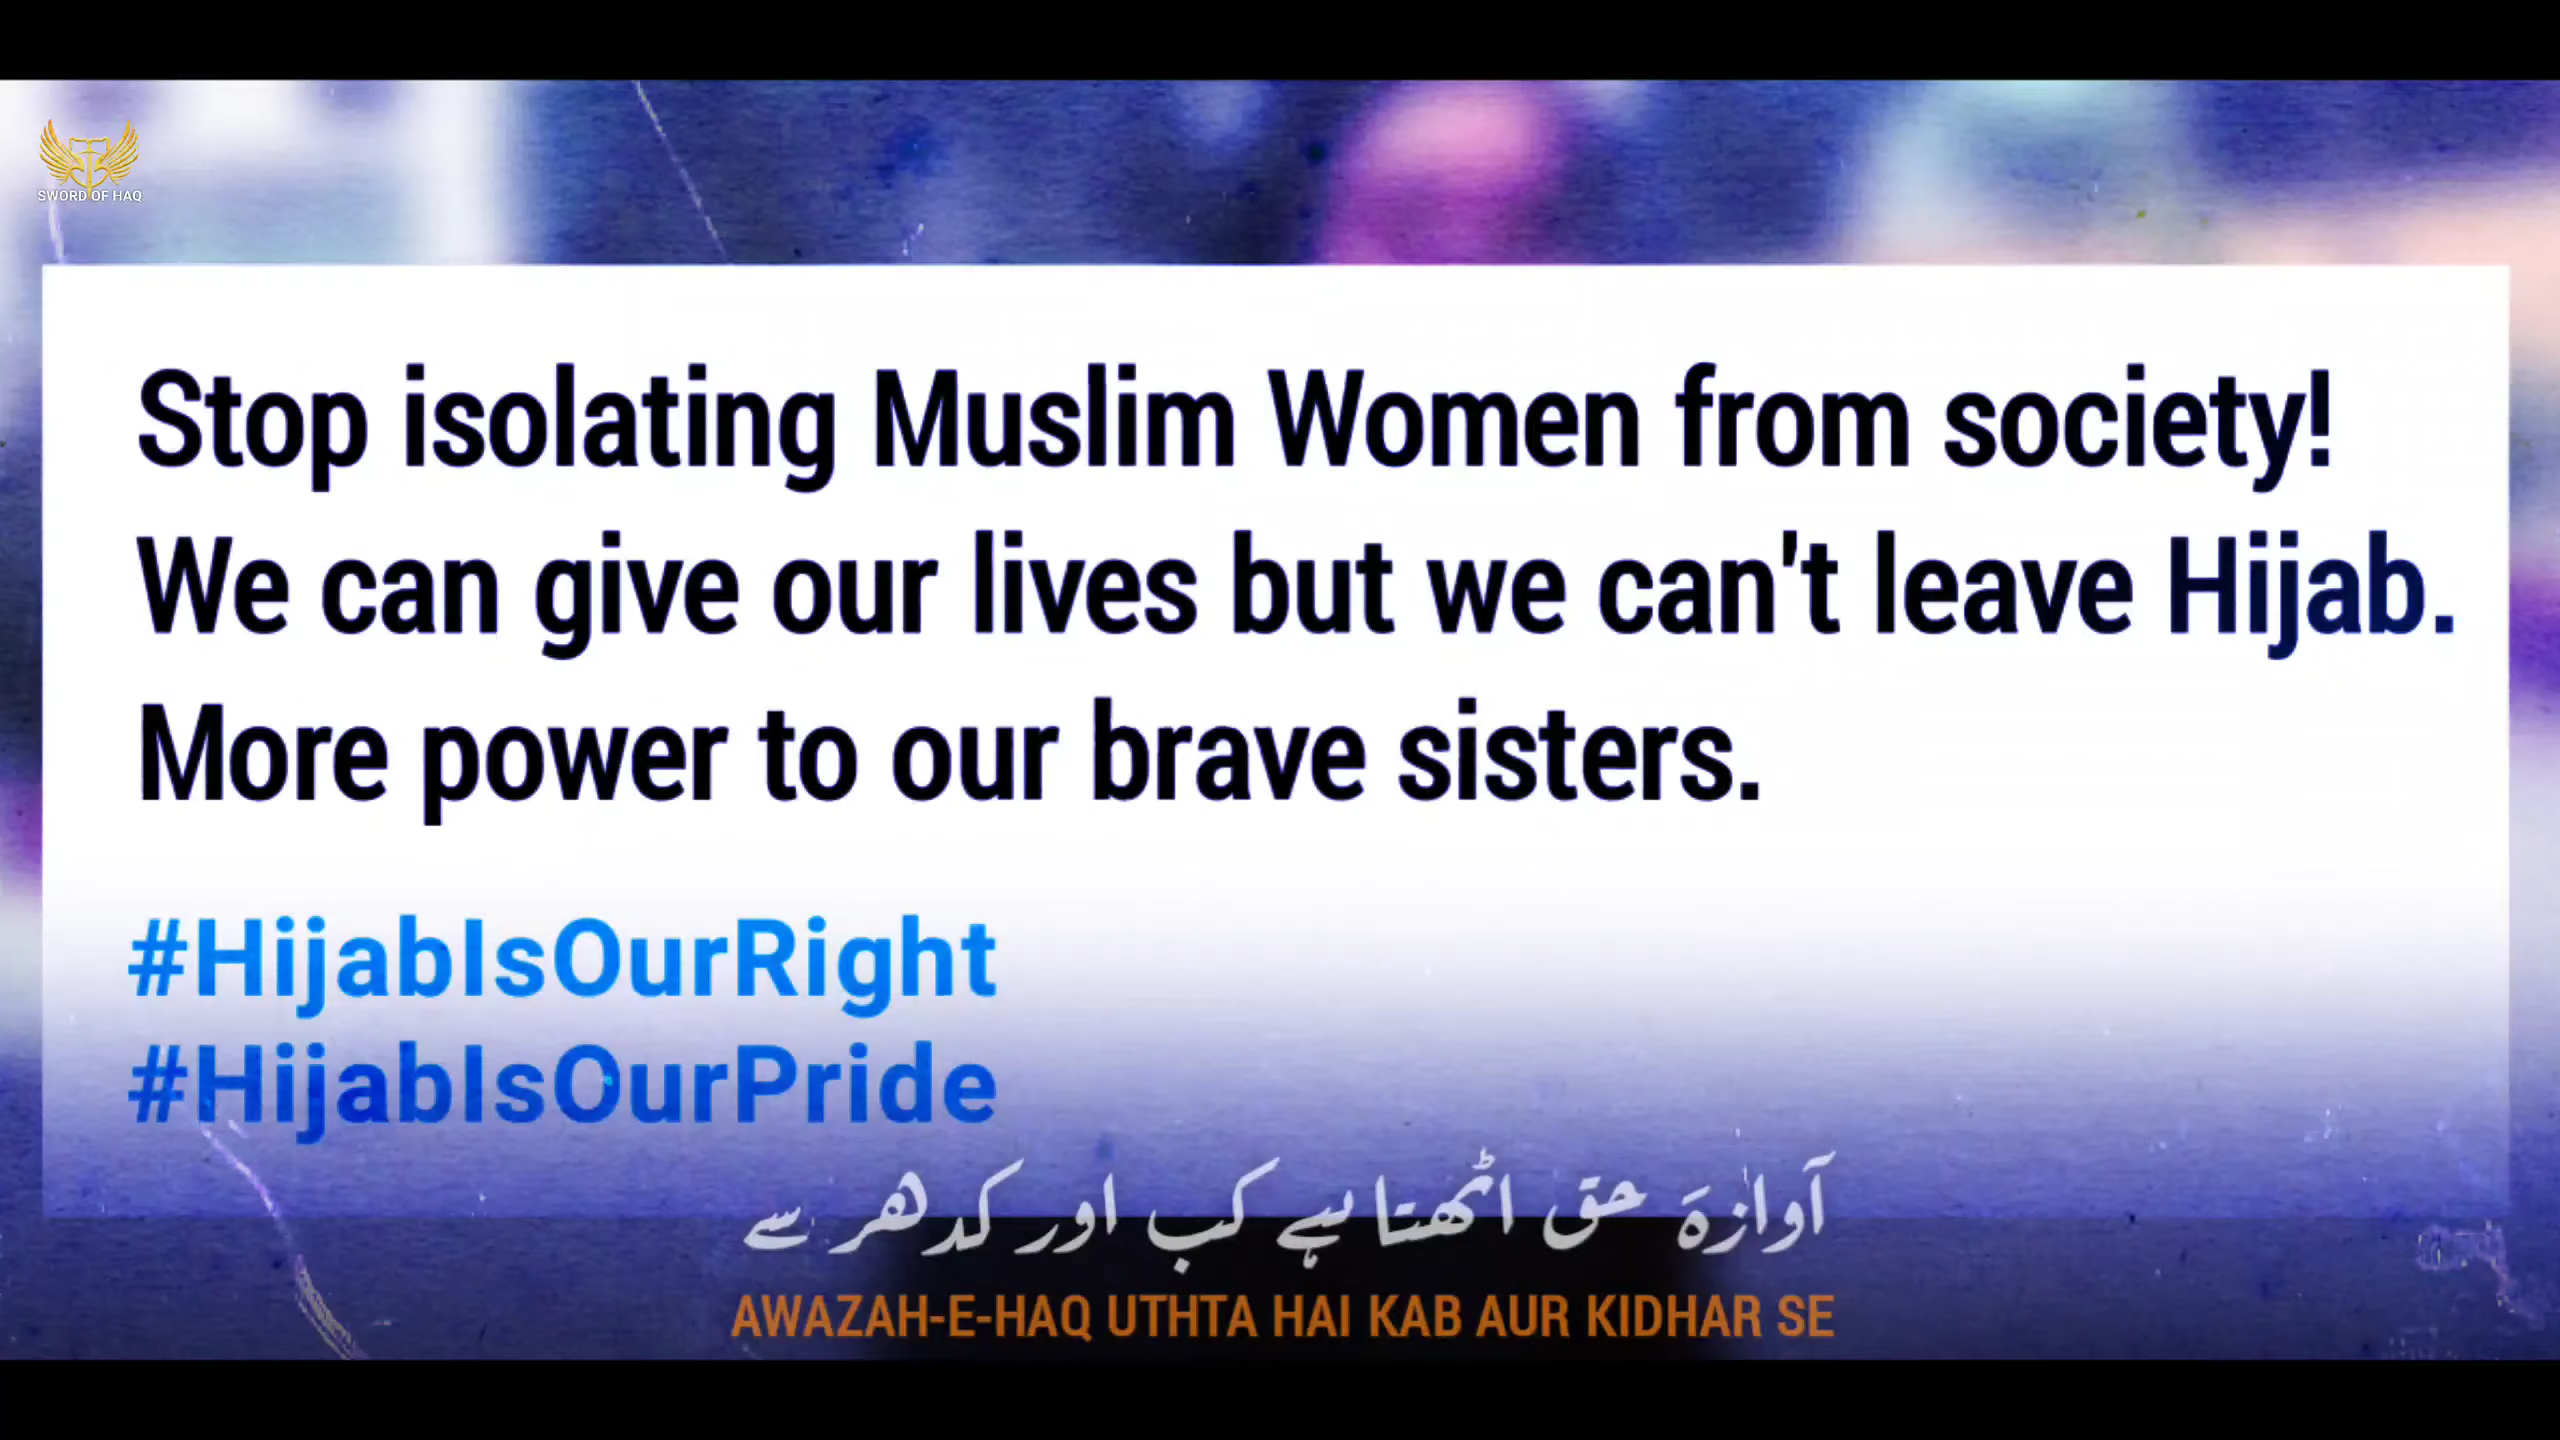 SWORD OF HAQ
Stop isolating Muslim Women from society!
We can give our lives but we can't leave Hijab.
More power to our brave sisters.
#HijabIsOurRight
#HijabIsOurPride
آوازۂ حق اٹھتا ہے کب اور کدھر سے
AWAZAH-E-HAQ UTHTA HAI KAB AUR KIDHAR SE